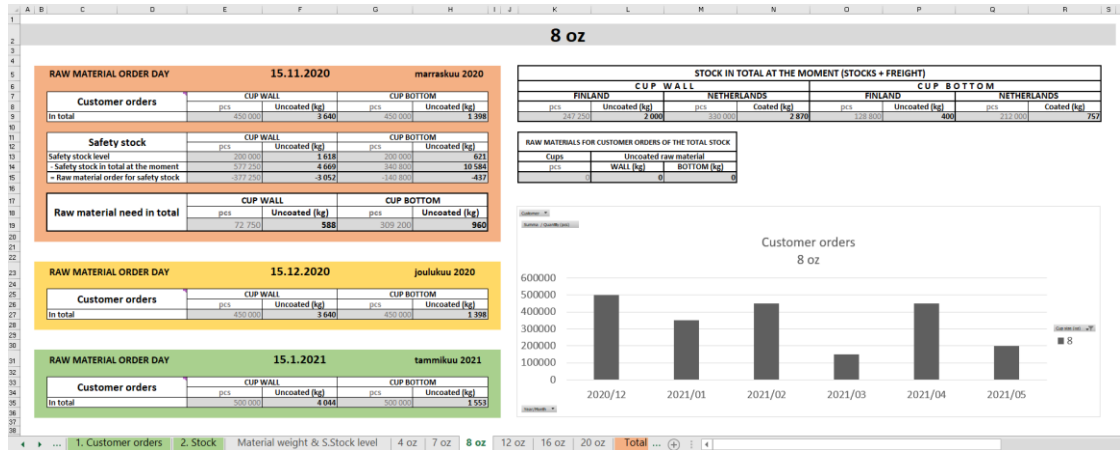 A B C D E F G H I J K L M N O P Q R S
8 oz
RAW MATERIAL ORDER DAY 15.11.2020 marraskuu 2020
Customer orders CUP WALL CUP BOTTOM
pcs Uncoated (kg) pcs Uncoated (kg)
In total 450 000 3 640 450 000 1 398
Safety stock CUP WALL CUP BOTTOM
pcs Uncoated (kg) pcs Uncoated (kg)
Safety stock level 200 000 1 618 200 000 621
- Safety stock in total at the moment 577 250 4 669 340 800 10 584
= Raw material order for safety stock -377 250 -3 052 -140 800 -437
Raw material need in total CUP WALL CUP BOTTOM
pcs Uncoated (kg) pcs Uncoated (kg)
72 750 588 309 200 960
RAW MATERIAL ORDER DAY 15.12.2020 joulukuu 2020
Customer orders CUP WALL CUP BOTTOM
pcs Uncoated (kg) pcs Uncoated (kg)
In total 450 000 3 640 450 000 1 398
RAW MATERIAL ORDER DAY 15.1.2021 tammikuu 2021
Customer orders CUP WALL CUP BOTTOM
pcs Uncoated (kg) pcs Uncoated (kg)
In total 500 000 4 044 500 000 1 553
STOCK IN TOTAL AT THE MOMENT (STOCKS + FREIGHT)
CUP WALL CUP BOTTOM
FINLAND NETHERLANDS FINLAND NETHERLANDS
pcs Uncoated (kg) pcs Coated (kg) pcs Uncoated (kg) pcs Coated (kg)
247 250 2 000 330 000 2 870 128 800 400 212 000 757
RAW MATERIALS FOR CUSTOMER ORDERS OF THE TOTAL STOCK
Cups Uncoated raw material
pcs WALL (kg) BOTTOM (kg)
0 0 0
Customer
Customer orders
8 oz
600000
500000
400000
300000
200000
100000
0
2020/12 2021/01 2021/02 2021/03 2021/04 2021/05
8
... 1. Customer orders 2. Stock Material weight & S.Stock level 4 oz 7 oz 8 oz 12 oz 16 oz 20 oz Total ...